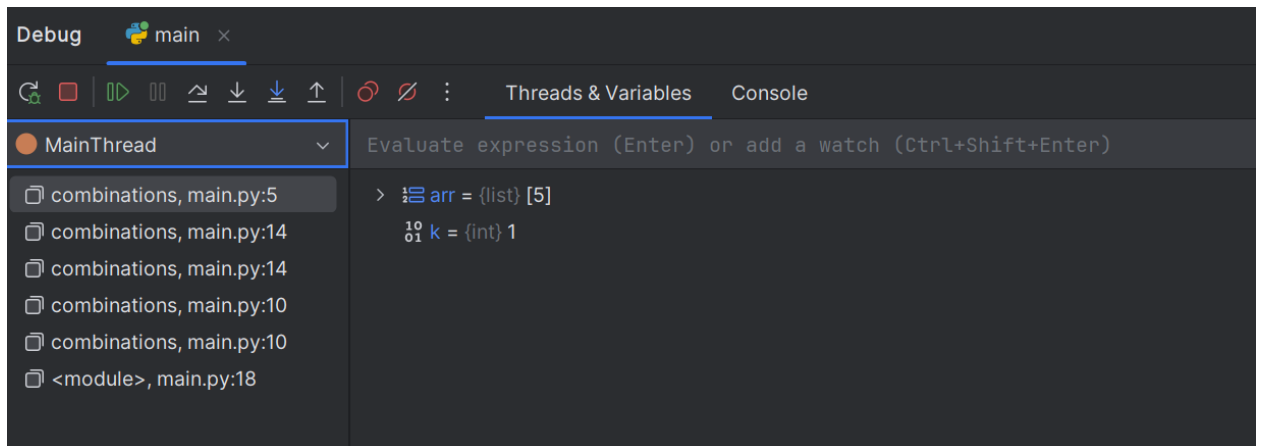 Debug main ×
Threads & Variables Console
MainThread
Evaluate expression (Enter) or add a watch (Ctrl+Shift+Enter)
combinations, main.py:5
arr = {list} [5]
combinations, main.py:14
k = {int} 1
combinations, main.py:14
combinations, main.py:10
combinations, main.py:10
<module>, main.py:18